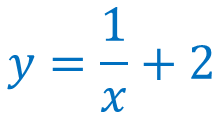 y = 1/x + 2